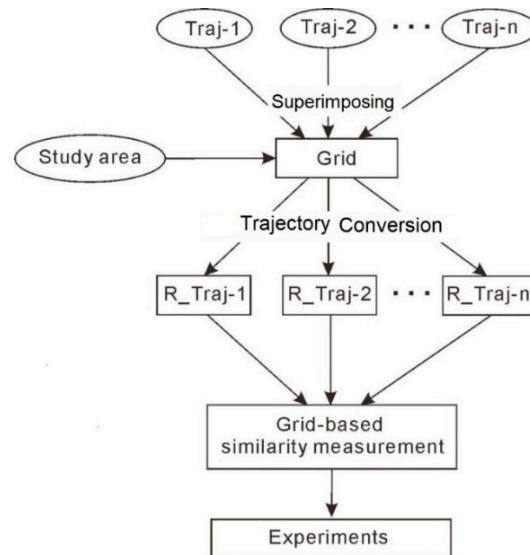 Traj-1 Traj-2 ··· Traj-n
Superimposing
Study area
Grid
Trajectory Conversion
R_Traj-1 R_Traj-2 ··· R_Traj-n
Grid-based
similarity measurement
Experiments